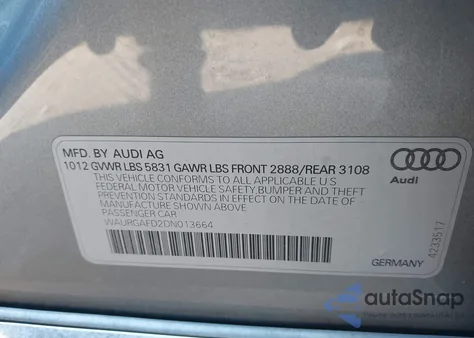 MFD. BY AUDI AG
1012 GVWR LBS 5831 GAWR LBS FRONT 2888/REAR 3108
THIS VEHICLE CONFORMS TO ALL APPLICABLE U S
FEDERAL MOTOR VEHICLE SAFETY,BUMPER AND THEFT
PREVENTION STANDARDS IN EFFECT ON THE DATE OF
MANUFACTURE SHOWN ABOVE
PASSENGER CAR
WAURGAFD2DN013664
Audi
GERMANY
4233517
autoSnap